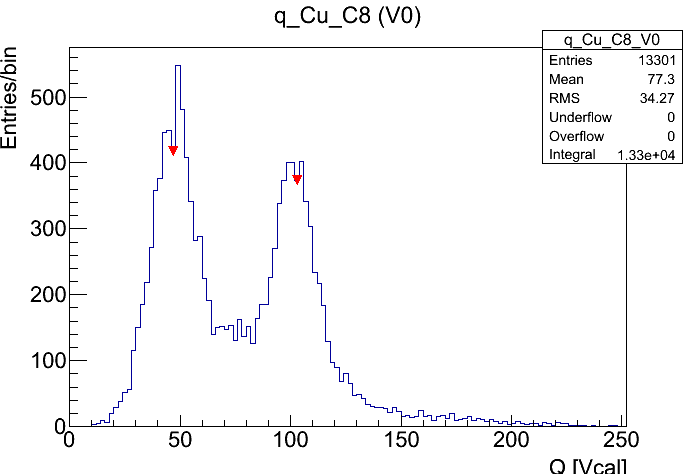 q_Cu_C8 (V0)
q_Cu_C8_V0
Entries 13301
Mean 77.3
RMS 34.27
Underflow 0
Overflow 0
Integral 1.33e+04
Entries/bin
500
400
300
200
100
0
0 50 100 150 200 250
Q [Vcal]